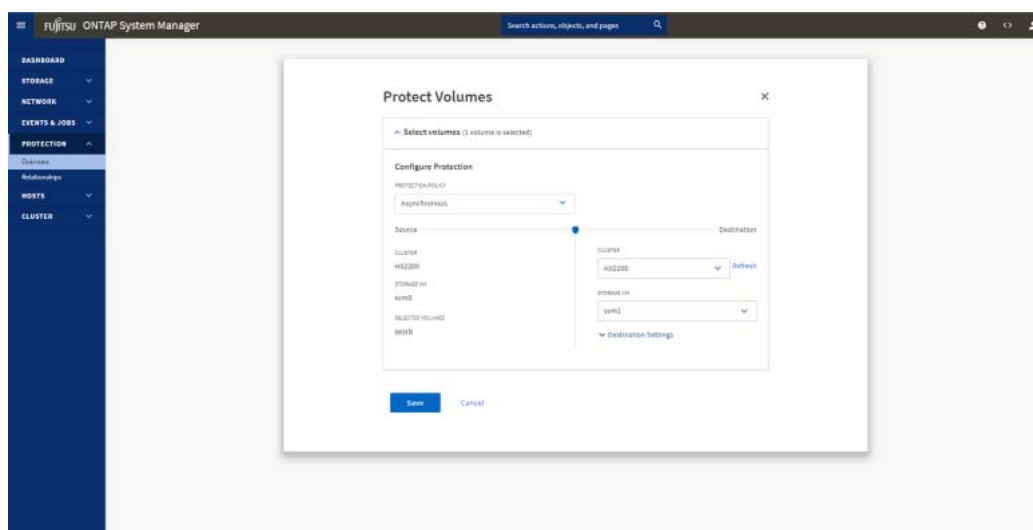 FUJITSU ONTAP System Manager
Search actions, objects, and pages
DASHBOARD
STORAGE
NETWORK
EVENTS & JOBS
PROTECTION
Overview
Relationships
HOSTS
CLUSTER
Protect Volumes
Select volumes (1 volume is selected)
Configure Protection
PROTECTION POLICY
Asynchronous
Source
Destination
CLUSTER
HX2200
STORAGE VM
svm0
SELECTED VOLUMES
work
CLUSTER
HX2200
Refresh
STORAGE VM
svm1
Destination Settings
Save
Cancel